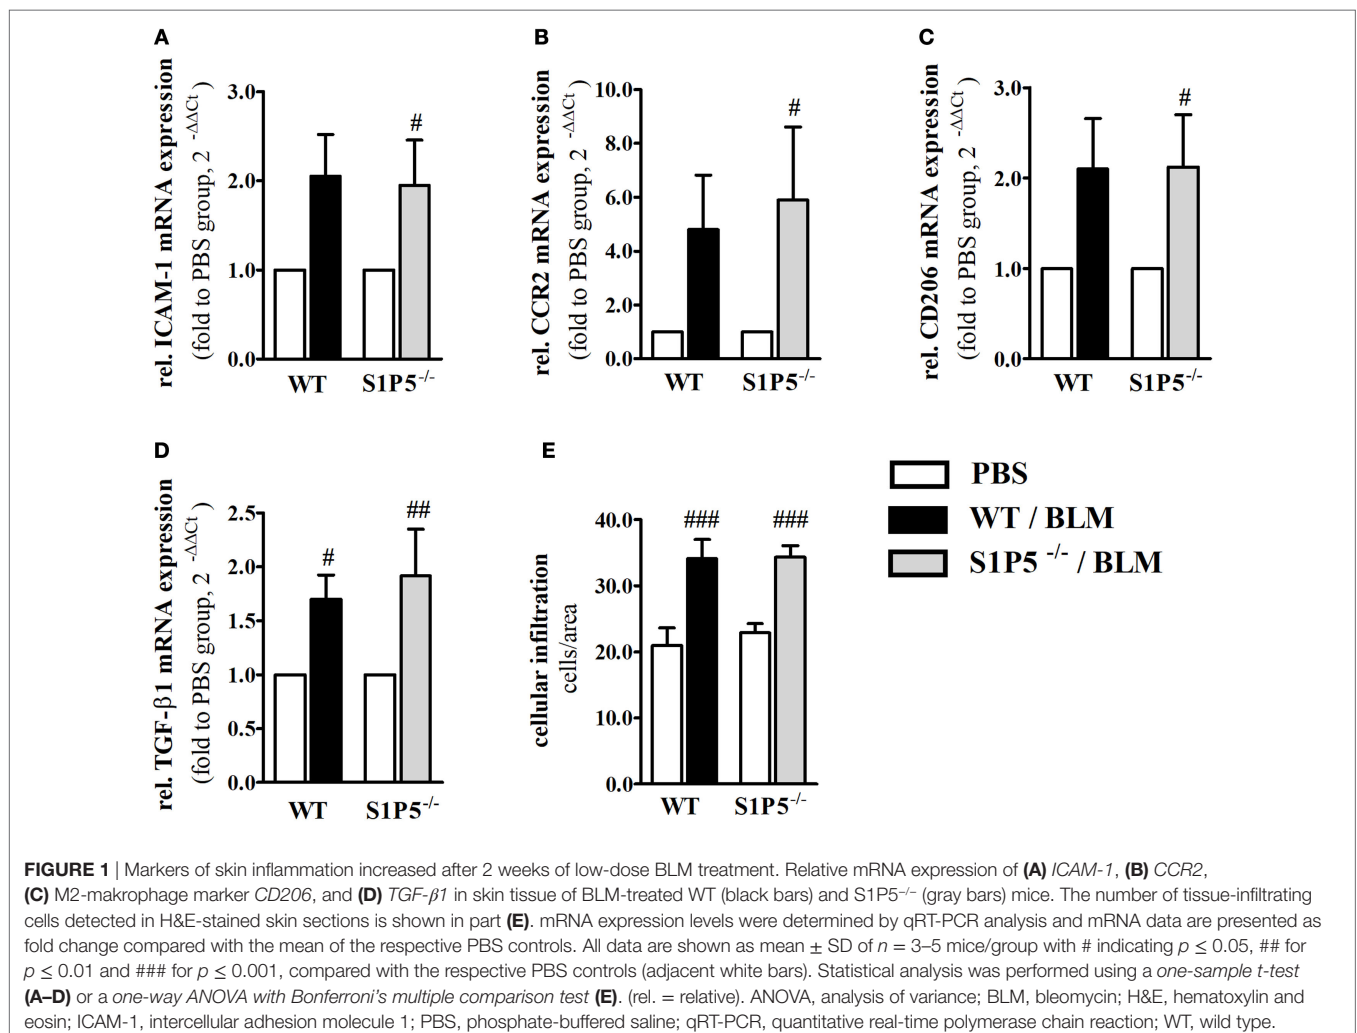 A
rel. ICAM-1 mRNA expression
(fold to PBS group, 2 -ΔΔCt)
3.0
2.0
1.0
0.0
#
WT S1P5-/-
B
rel. CCR2 mRNA expression
(fold to PBS group, 2 -ΔΔCt)
10.0
8.0
6.0
4.0
2.0
0.0
#
WT S1P5-/-
C
rel. CD206 mRNA expression
(fold to PBS group, 2 -ΔΔCt)
3.0
2.0
1.0
0.0
#
WT S1P5-/-
D
rel. TGF-β1 mRNA expression
(fold to PBS group, 2 -ΔΔCt)
2.5
2.0
1.5
1.0
0.5
0.0
# ##
WT S1P5-/-
E
cellular infiltration
cells/area
40.0
30.0
20.0
10.0
0.0
### ###
WT S1P5-/-
PBS
WT / BLM
S1P5 -/- / BLM
FIGURE 1 | Markers of skin inflammation increased after 2 weeks of low-dose BLM treatment. Relative mRNA expression of (A) ICAM-1, (B) CCR2,
(C) M2-makrophage marker CD206, and (D) TGF-β1 in skin tissue of BLM-treated WT (black bars) and S1P5−/− (gray bars) mice. The number of tissue-infiltrating
cells detected in H&E-stained skin sections is shown in part (E). mRNA expression levels were determined by qRT-PCR analysis and mRNA data are presented as
fold change compared with the mean of the respective PBS controls. All data are shown as mean ± SD of n = 3–5 mice/group with # indicating p ≤ 0.05, ## for
p ≤ 0.01 and ### for p ≤ 0.001, compared with the respective PBS controls (adjacent white bars). Statistical analysis was performed using a one-sample t-test
(A–D) or a one-way ANOVA with Bonferroni's multiple comparison test (E). (rel. = relative). ANOVA, analysis of variance; BLM, bleomycin; H&E, hematoxylin and
eosin; ICAM-1, intercellular adhesion molecule 1; PBS, phosphate-buffered saline; qRT-PCR, quantitative real-time polymerase chain reaction; WT, wild type.